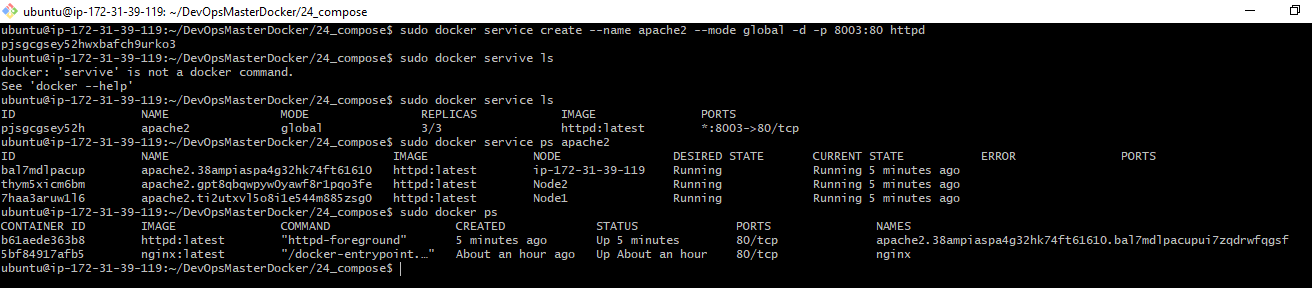 ubuntu@ip-172-31-39-119: ~/DevOpsMasterDocker/24_compose
ubuntu@ip-172-31-39-119:~/DevOpsMasterDocker/24_compose$ sudo docker service create --name apache2 --mode global -d -p 8003:80 httpd
pjsgcgsey52hwxbafch9urko3
ubuntu@ip-172-31-39-119:~/DevOpsMasterDocker/24_compose$ sudo docker servive ls
docker: 'servive' is not a docker command.
See 'docker --help'
ubuntu@ip-172-31-39-119:~/DevOpsMasterDocker/24_compose$ sudo docker service ls
ID NAME MODE REPLICAS IMAGE PORTS
pjsgcgsey52h apache2 global 3/3 httpd:latest *:8003->80/tcp
ubuntu@ip-172-31-39-119:~/DevOpsMasterDocker/24_compose$ sudo docker service ps apache2
ID NAME IMAGE NODE DESIRED STATE CURRENT STATE ERROR PORTS
bal7mdlpacup apache2.38ampiaspa4g32hk74ft61610 httpd:latest ip-172-31-39-119 Running Running 5 minutes ago
thym5xicm6bm apache2.gpt8qbqwpyw0yawf8r1pqo3fe httpd:latest Node2 Running Running 5 minutes ago
7haa3aruw1l6 apache2.ti2utxvl5o8i1e544m885zsg0 httpd:latest Node1 Running Running 5 minutes ago
ubuntu@ip-172-31-39-119:~/DevOpsMasterDocker/24_compose$ sudo docker ps
CONTAINER ID IMAGE COMMAND CREATED STATUS PORTS NAMES
b61aede363b8 httpd:latest "httpd-foreground" 5 minutes ago Up 5 minutes 80/tcp apache2.38ampiaspa4g32hk74ft61610.bal7mdlpacupui7zqdrwfqgsf
5bf84917afb5 nginx:latest "/docker-entrypoint.…" About an hour ago Up About an hour 80/tcp nginx
ubuntu@ip-172-31-39-119:~/DevOpsMasterDocker/24_compose$